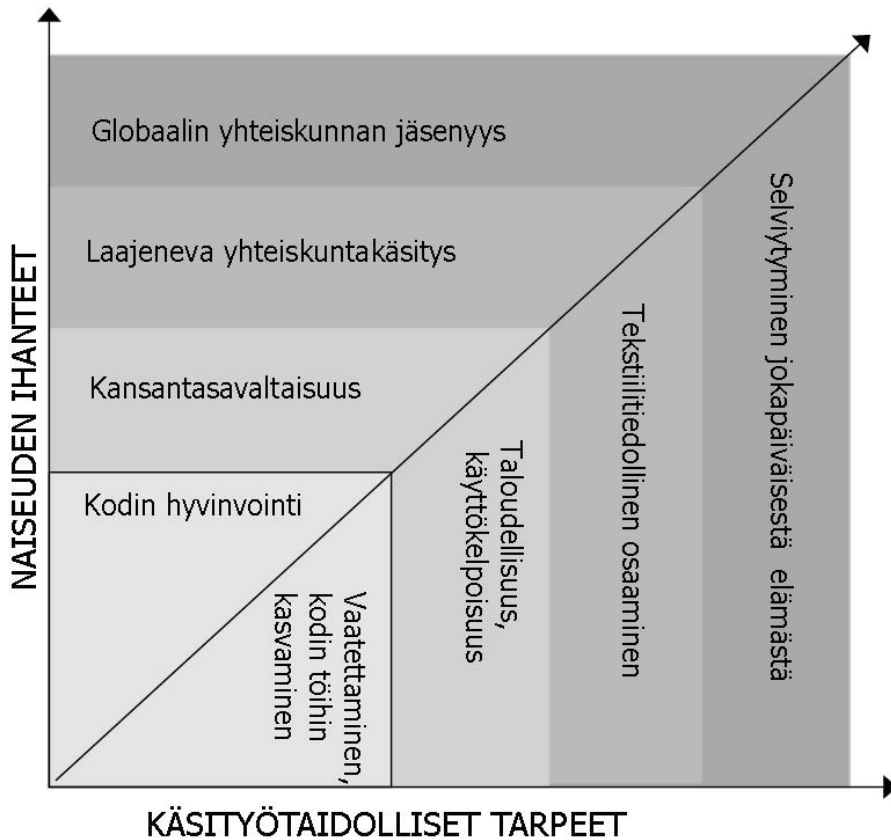 Globaalin yhteiskunnan jäsenyys
Laajeneva yhteiskuntakäsitys
Kansantasavaltaisuus
Kodin hyvinvointi
NAISEUDEN IHANTEET
Vaatettaminen,
kodin töihin
kasvaminen
Taloudellisuus,
käyttökelpoisuus
Tekstiilitiedollinen osaaminen
Selviytyminen jokapäiväisestä elämästä
KÄSITYÖTAIDOLLISET TARPEET